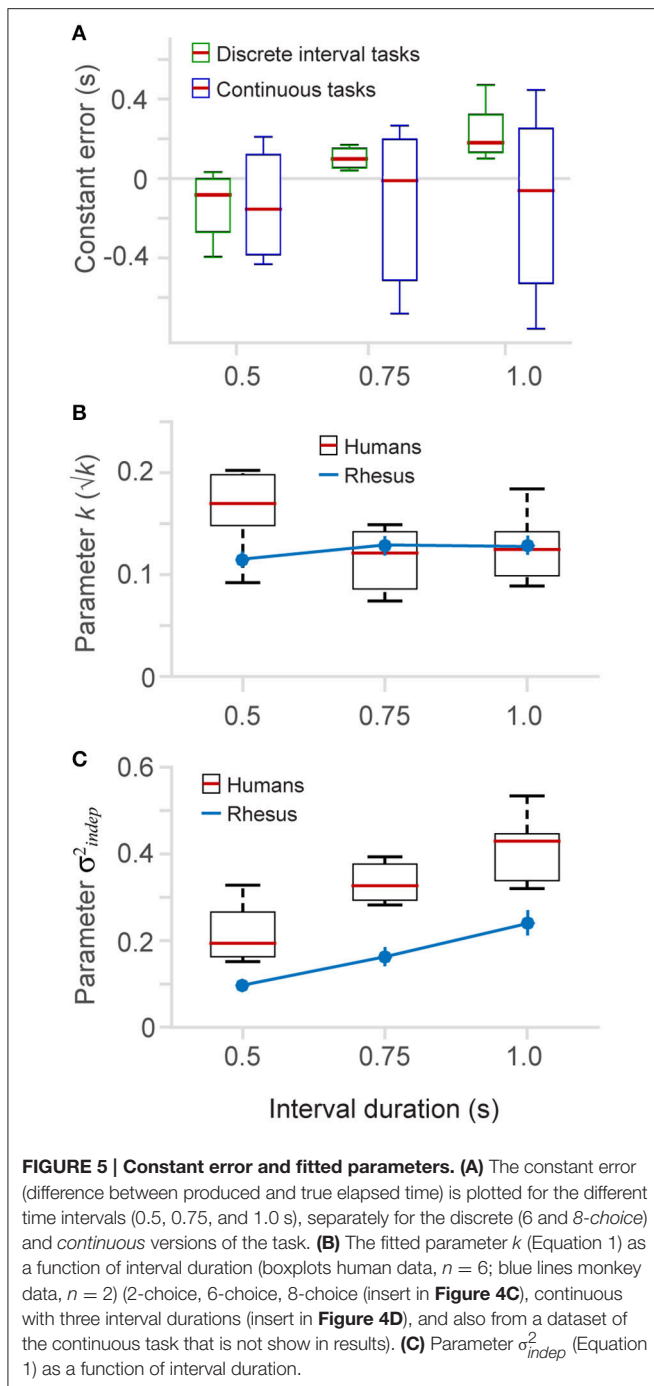 A
Discrete interval tasks
Continuous tasks
Constant error (s)
0.4
0
-0.4
0.5
0.75
1.0
B
Humans
Rhesus
Parameter k (√k)
0.2
0.1
0
0.5
0.75
1.0
C
Humans
Rhesus
Parameter σ²indep
0.6
0.4
0.2
0
0.5
0.75
1.0
Interval duration (s)
FIGURE 5 | Constant error and fitted parameters. (A) The constant error
(difference between produced and true elapsed time) is plotted for the different
time intervals (0.5, 0.75, and 1.0 s), separately for the discrete (6 and 8-choice)
and continuous versions of the task. (B) The fitted parameter k (Equation 1) as
a function of interval duration (boxplots human data, n = 6; blue lines monkey
data, n = 2) (2-choice, 6-choice, 8-choice (insert in Figure 4C), continuous
with three interval durations (insert in Figure 4D), and also from a dataset of
the continuous task that is not show in results). (C) Parameter σ²indep (Equation
1) as a function of interval duration.